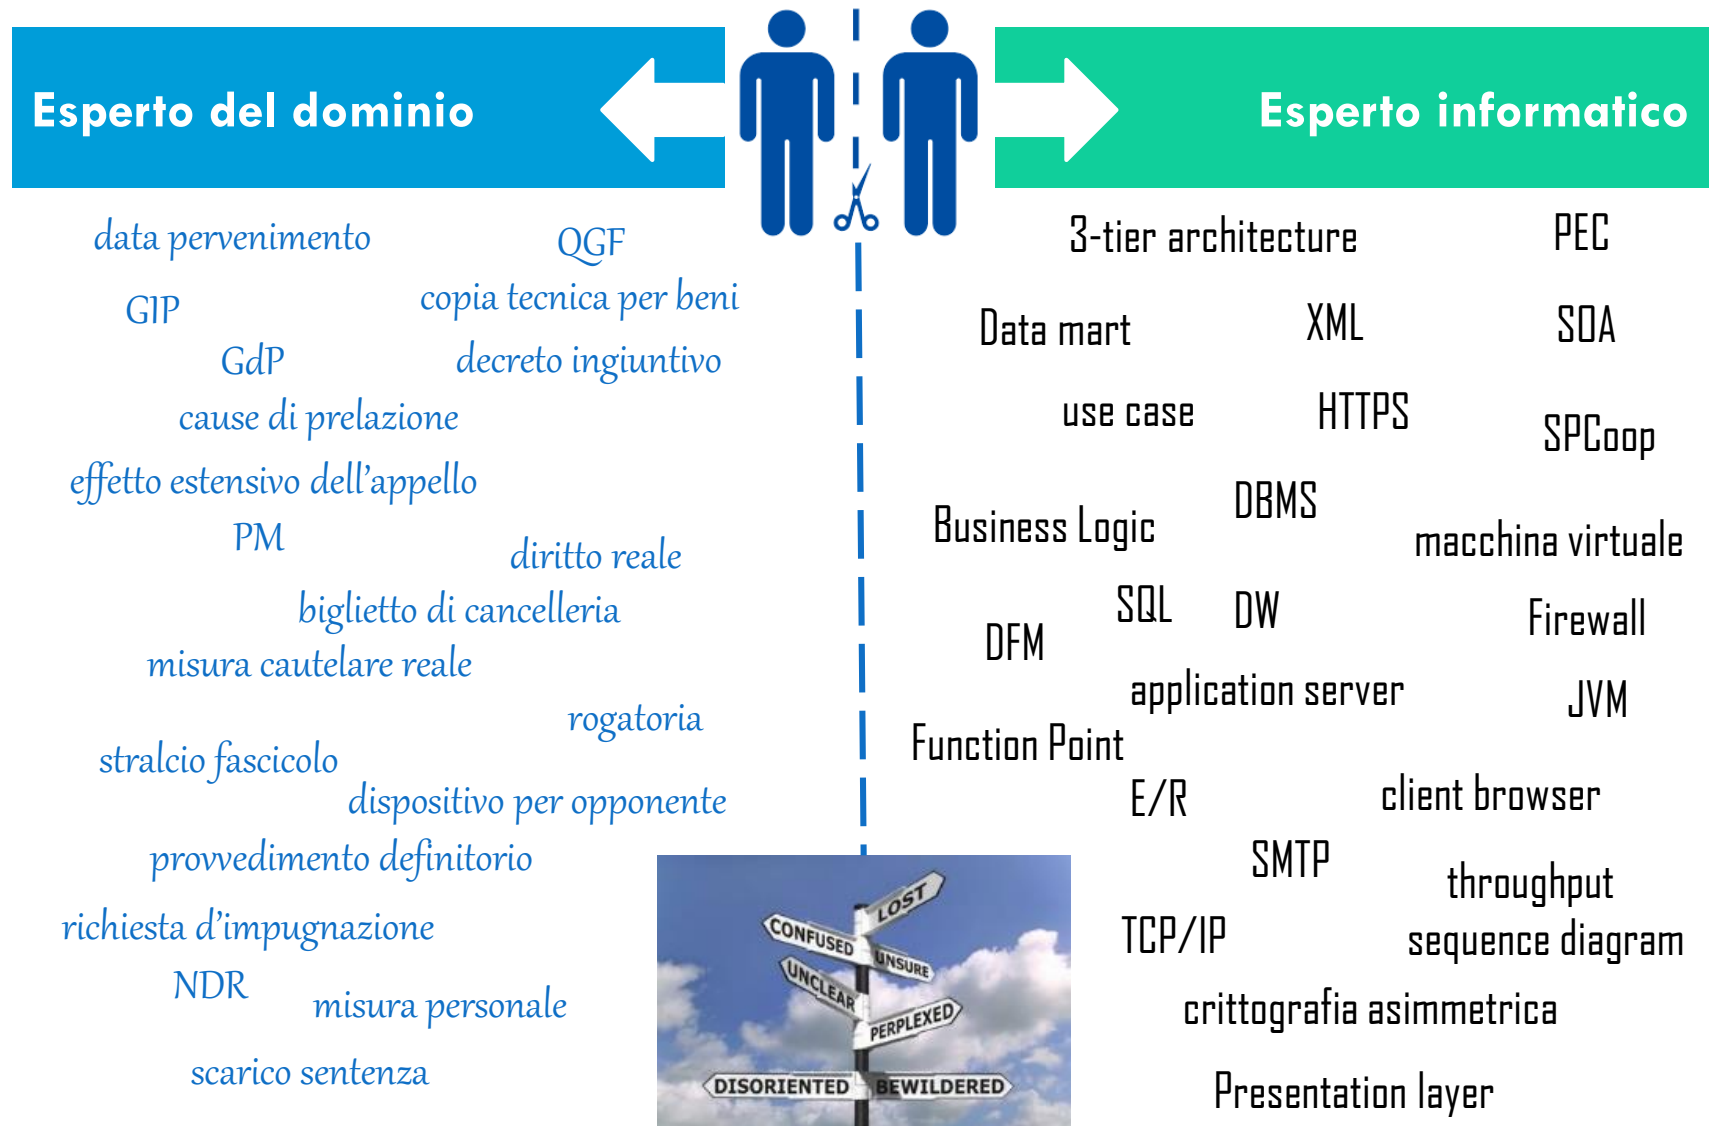 Esperto del dominio
Esperto informatico
data pervenimento
QGF
GIP
copia tecnica per beni
GdP
decreto ingiuntivo
cause di prelazione
effetto estensivo dell'appello
PM
diritto reale
biglietto di cancelleria
misura cautelare reale
rogatoria
stralcio fascicolo
dispositivo per opponente
provvedimento definitorio
richiesta d'impugnazione
NDR
misura personale
scarico sentenza
3-tier architecture
PEC
Data mart
XML
SOA
use case
HTTPS
SPCoop
DBMS
Business Logic
macchina virtuale
SQL
DW
Firewall
DFM
application server
JVM
Function Point
E/R
client browser
SMTP
throughput
TCP/IP
sequence diagram
crittografia asimmetrica
Presentation layer
LOST
CONFUSED
UNSURE
UNCLEAR
PERPLEXED
DISORIENTED
BEWILDERED